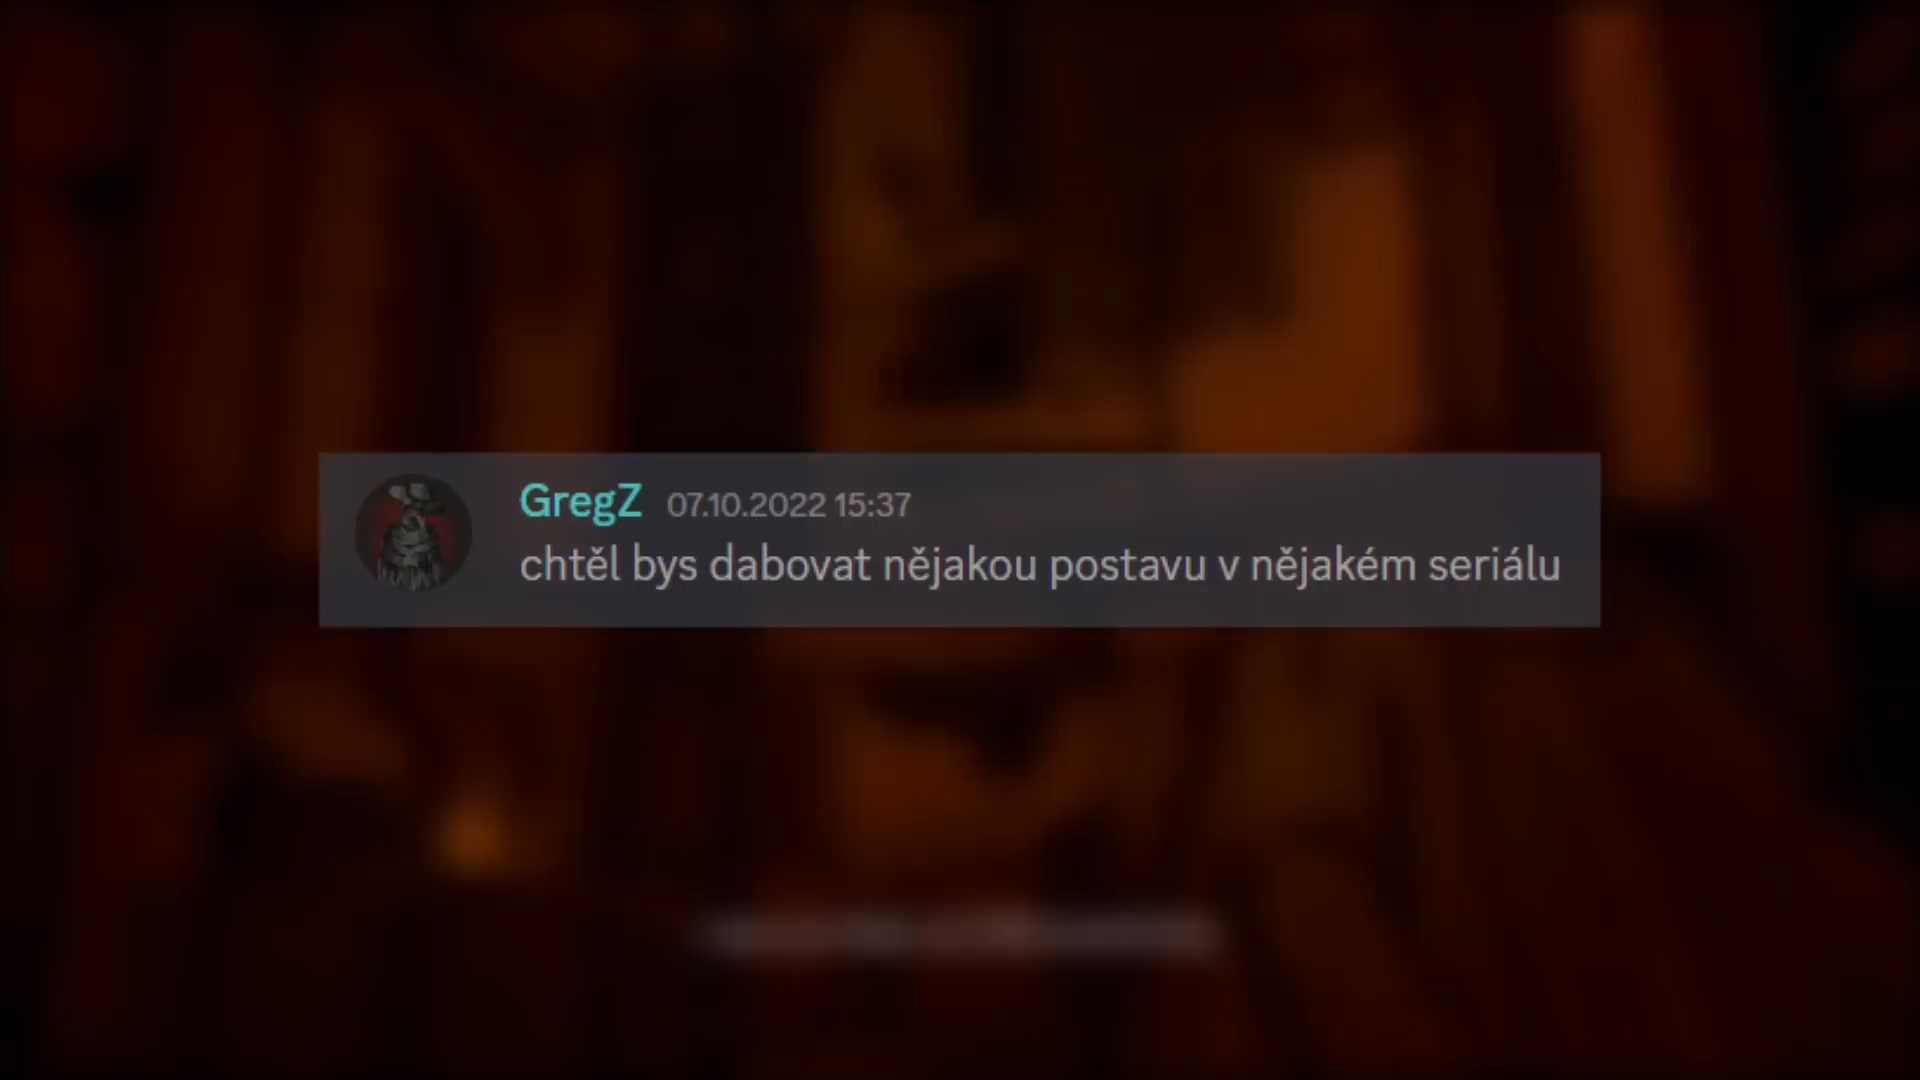 GregZ 07.10.2022 15:37
chtěl bys dabovat nějakou postavu v nějakém seriálu